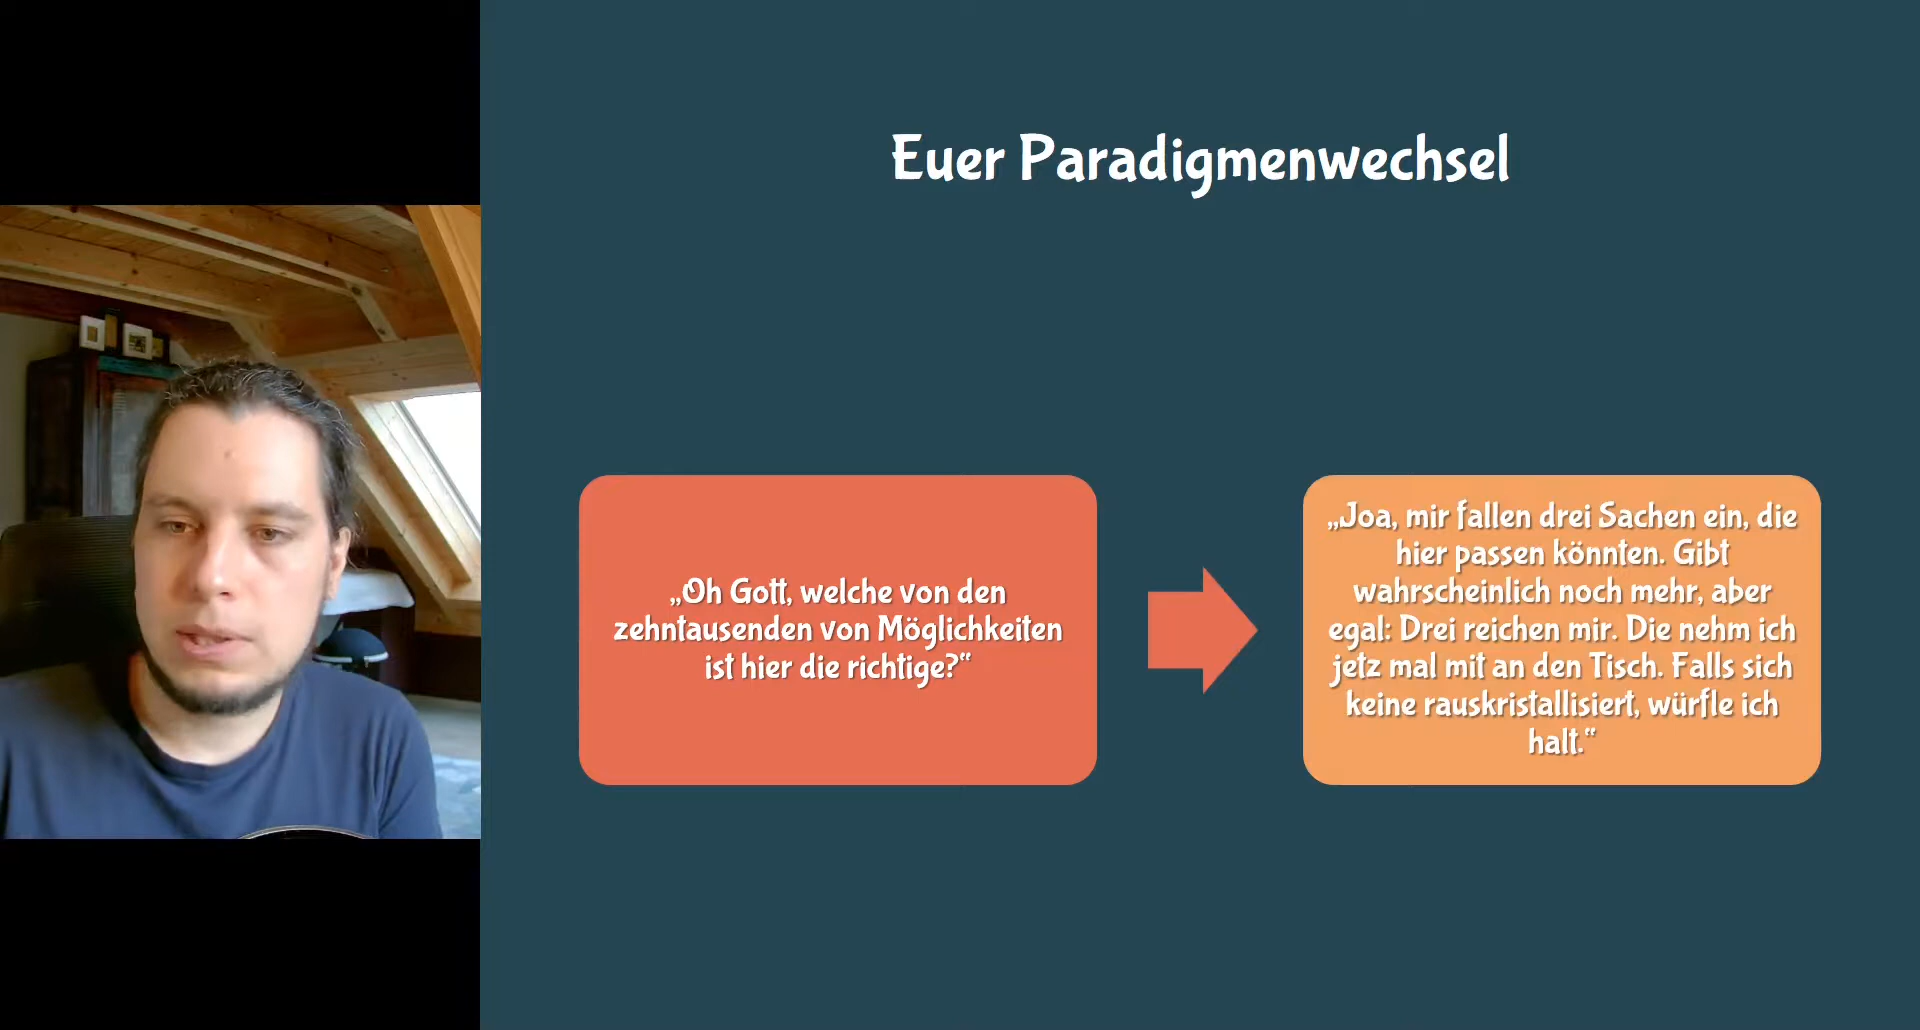 Euer Paradigmenwechsel
„Oh Gott, welche von den
zehntausenden von Möglichkeiten
ist hier die richtige?“
„Joa, mir fallen drei Sachen ein, die
hier passen könnten. Gibt
wahrscheinlich noch mehr, aber
egal: Drei reichen mir. Die nehm ich
jetz mal mit an den Tisch. Falls sich
keine rauskristallisiert, würfle ich
halt.“